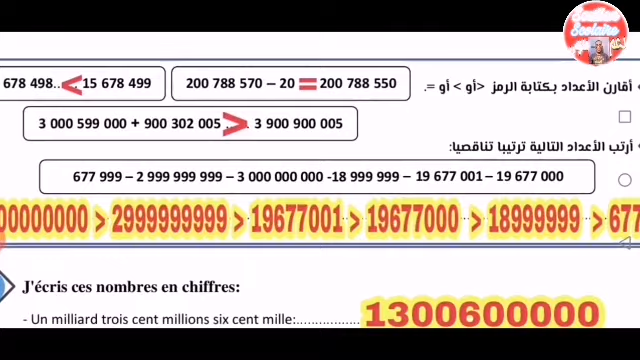 أقارن الأعداد بكتابة الرمز <أو > أو =.
678 498.... < 15 678 499
200 788 570 – 20 = 200 788 550
3 000 599 000 + 900 302 005 > 3 900 900 005
أرتب الأعداد التالية ترتيبا تناقصيا:
677 999 – 2 999 999 999 – 3 000 000 000 -18 999 999 – 19 677 001 – 19 677 000
00000000 > 2999999999 > 19677001 > 19677000 > 18999999 > 677
J'écris ces nombres en chiffres:
- Un milliard trois cent millions six cent mille:................. 1300600000